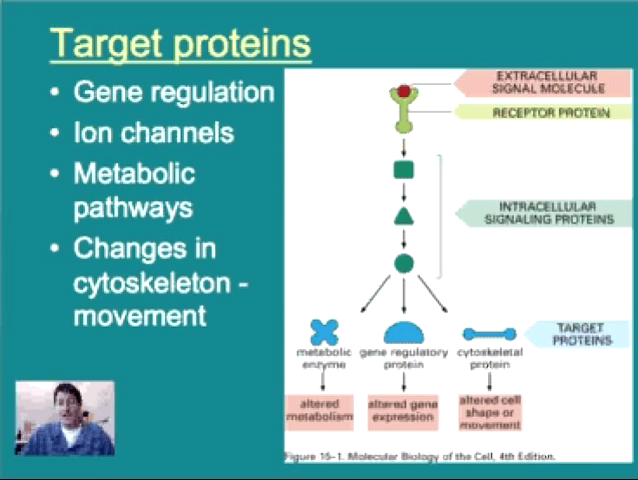 Target proteins
• Gene regulation
• Ion channels
• Metabolic
pathways
• Changes in
cytoskeleton -
movement
EXTRACELLULAR
SIGNAL MOLECULE
RECEPTOR PROTEIN
INTRACELLULAR
SIGNALING PROTEINS
TARGET
PROTEINS
metabolic
enzyme
gene regulatory
protein
cytoskeletal
protein
altered
metabolism
altered gene
expression
altered cell
shape or
movement
Figure 15-1. Molecular Biology of the Cell, 4th Edition.